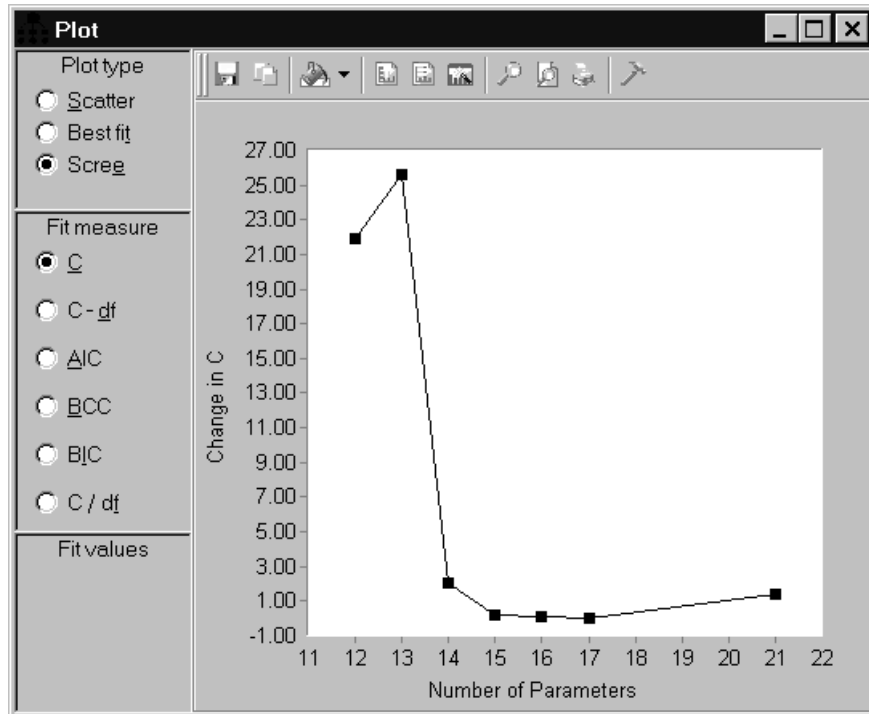 Plot
Plot type
Scatter
Best fit
Scree
Fit measure
C
C - df
AIC
BCC
BIC
C / df
Fit values
27.00
25.00
23.00
21.00
19.00
17.00
15.00
13.00
11.00
9.00
7.00
5.00
3.00
1.00
-1.00
Change in C
11 12 13 14 15 16 17 18 19 20 21 22
Number of Parameters